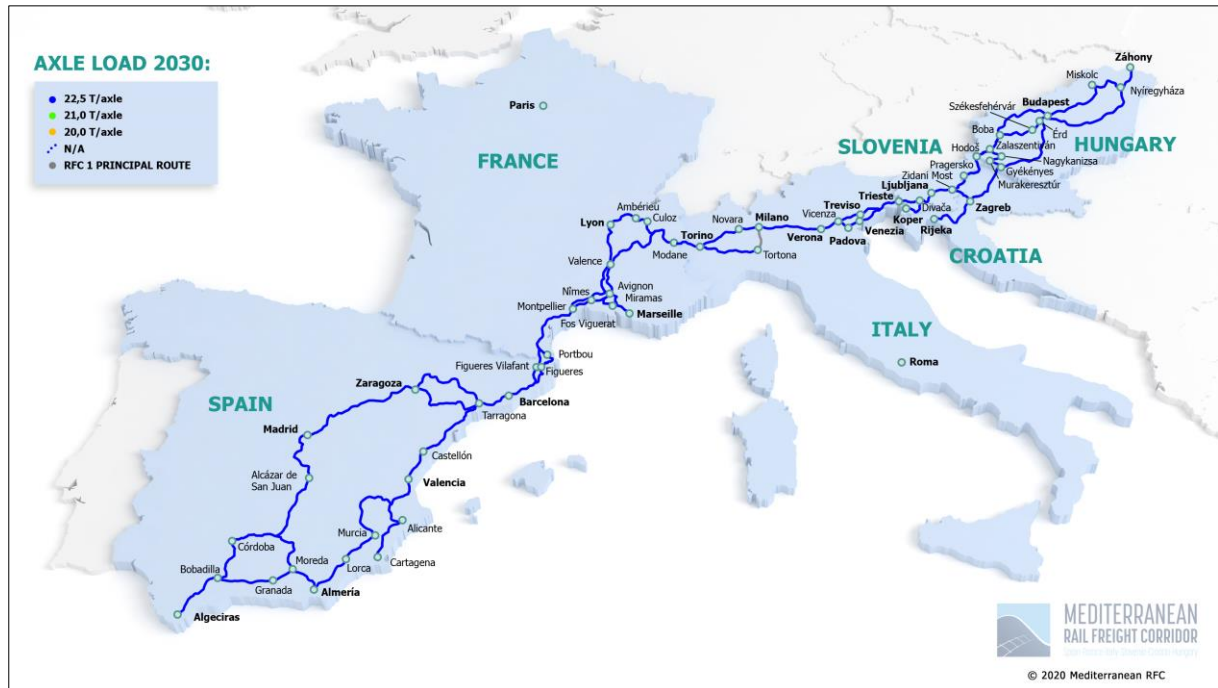 AXLE LOAD 2030:
22,5 T/axle
21,0 T/axle
20,0 T/axle
N/A
RFC 1 PRINCIPAL ROUTE
Záhony
Miskolc
Nyíregyháza
Székesfehérvár
Budapest
Boba
Érd
HUNGARY
SLOVENIA
Hodoš
Zalaszentiván
Nagykanizsa
Pragersko
Gyékényes
Zidani Most
Murakeresztúr
Ljubljana
Trieste
Zagreb
Treviso
Divača
Vicenza
Koper
Rijeka
Venezia
Padova
Verona
CROATIA
Paris
FRANCE
Ambérieu
Culoz
Lyon
Novara
Milano
Torino
Modane
Tortona
Valence
Avignon
Nîmes
Miramas
Montpellier
Marseille
Fos Viguerat
ITALY
Roma
Portbou
Figueres Vilafant
Figueres
Zaragoza
Barcelona
SPAIN
Tarragona
Madrid
Castellón
Alcázar de
San Juan
Valencia
Murcia
Alicante
Córdoba
Moreda
Lorca
Cartagena
Bobadilla
Granada
Almería
Algeciras
MEDITERRANEAN
RAIL FREIGHT CORRIDOR
© 2020 Mediterranean RFC